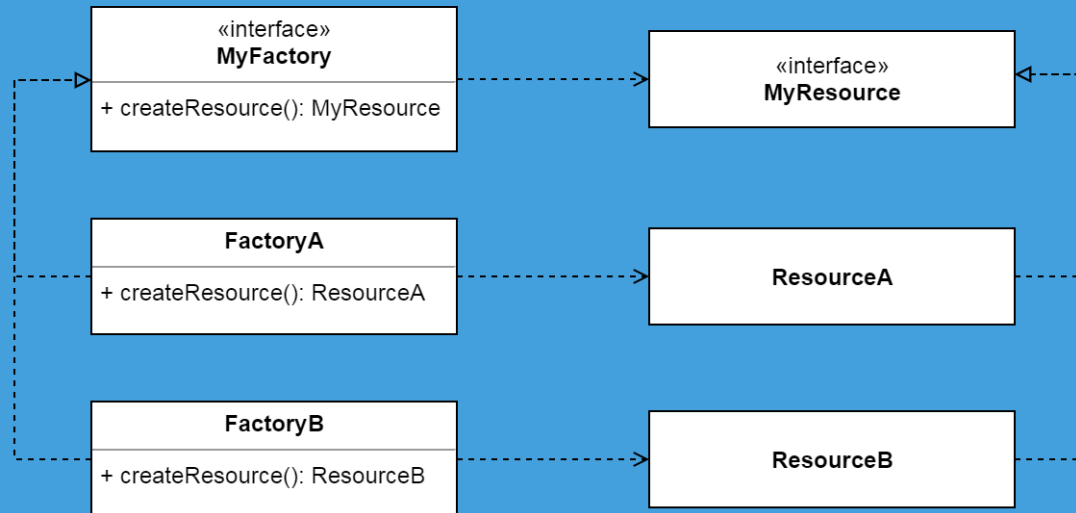 «interface»
MyFactory
+ createResource(): MyResource
«interface»
MyResource
FactoryA
+ createResource(): ResourceA
ResourceA
FactoryB
+ createResource(): ResourceB
ResourceB